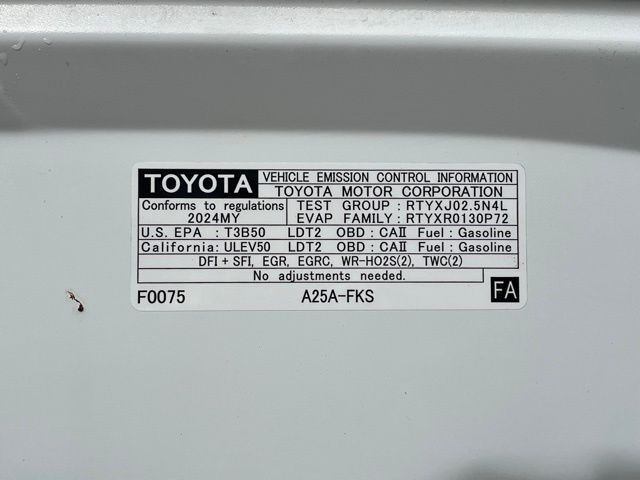 TOYOTA VEHICLE EMISSION CONTROL INFORMATION
TOYOTA MOTOR CORPORATION
Conforms to regulations TEST GROUP : RTYXJ02.5N4L
2024MY EVAP FAMILY : RTYXR0130P72
U.S. EPA : T3B50 LDT2 OBD : CAⅡ Fuel : Gasoline
California: ULEV50 LDT2 OBD : CAⅡ Fuel : Gasoline
DFI + SFI, EGR, EGRC, WR-HO2S(2), TWC(2)
No adjustments needed.
F0075 A25A-FKS FA